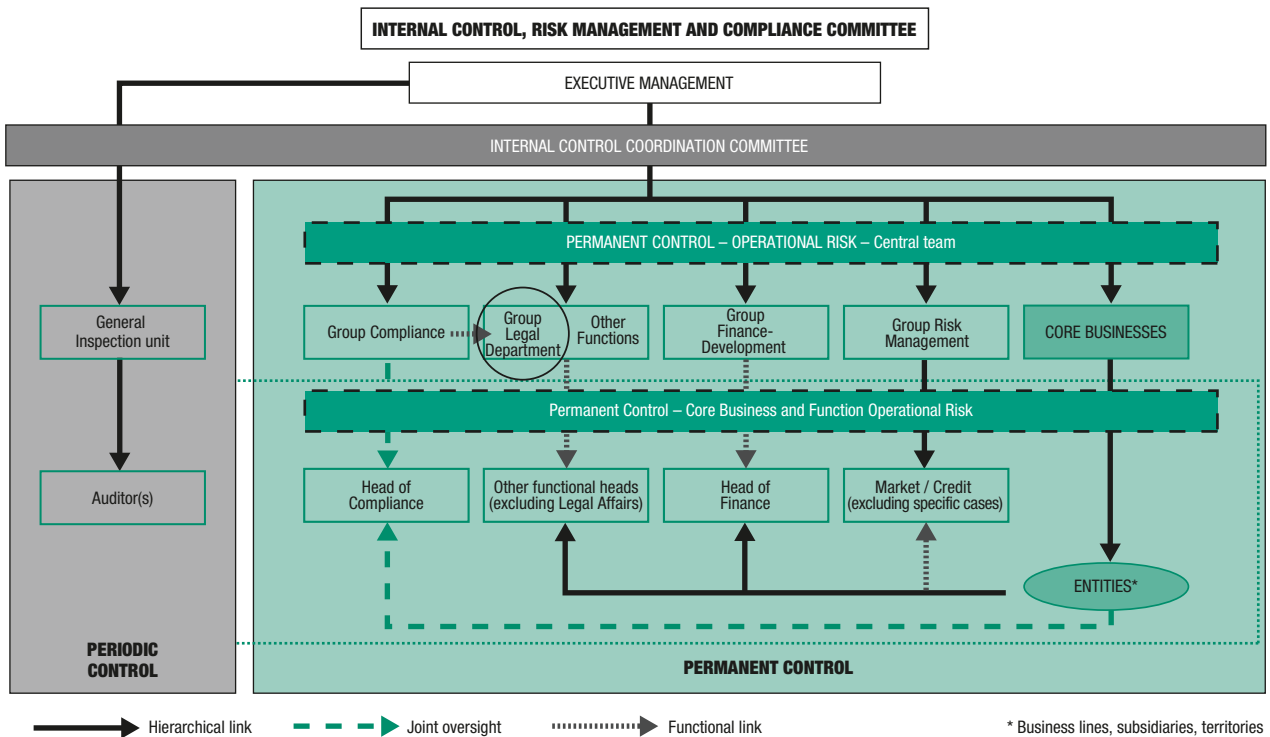 INTERNAL CONTROL, RISK MANAGEMENT AND COMPLIANCE COMMITTEE
EXECUTIVE MANAGEMENT
INTERNAL CONTROL COORDINATION COMMITTEE
PERMANENT CONTROL – OPERATIONAL RISK – Central team
General
Inspection unit
Group Compliance
Group
Legal
Department
Other
Functions
Group
Finance-
Development
Group Risk
Management
CORE BUSINESSES
Permanent Control – Core Business and Function Operational Risk
Auditor(s)
Head of
Compliance
Other functional heads
(excluding Legal Affairs)
Head of
Finance
Market / Credit
(excluding specific cases)
ENTITIES*
PERIODIC
CONTROL
PERMANENT CONTROL
Hierarchical link
Joint oversight
Functional link
* Business lines, subsidiaries, territories